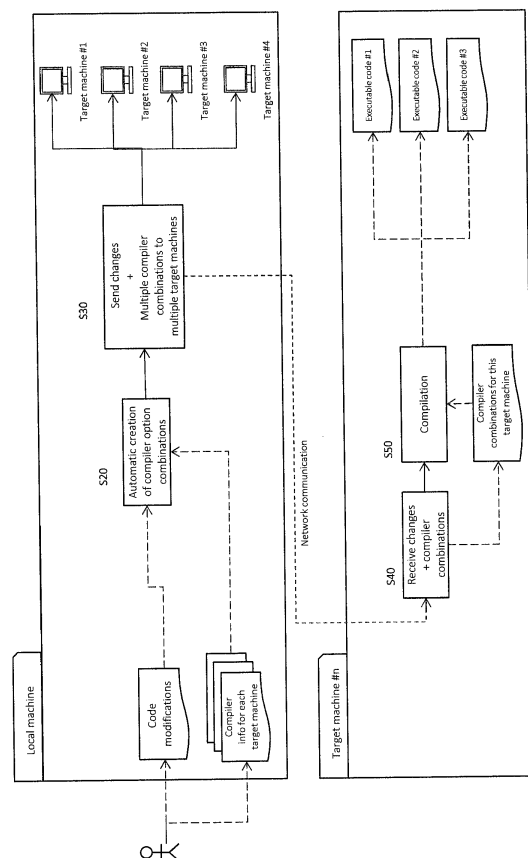 Local machine
Code
modifications
Compiler
info for each
target machine
S20
Automatic creation
of compiler option
combinations
S30
Send changes
+
Multiple compiler
combinations to
multiple target machines
Target machine #1
Target machine #2
Target machine #3
Target machine #4
Network communication
Target machine #n
S40
Receive changes
+ compiler
combinations
S50
Compilation
Compiler
combinations for this
target machine
Executable code #1
Executable code #2
Executable code #3